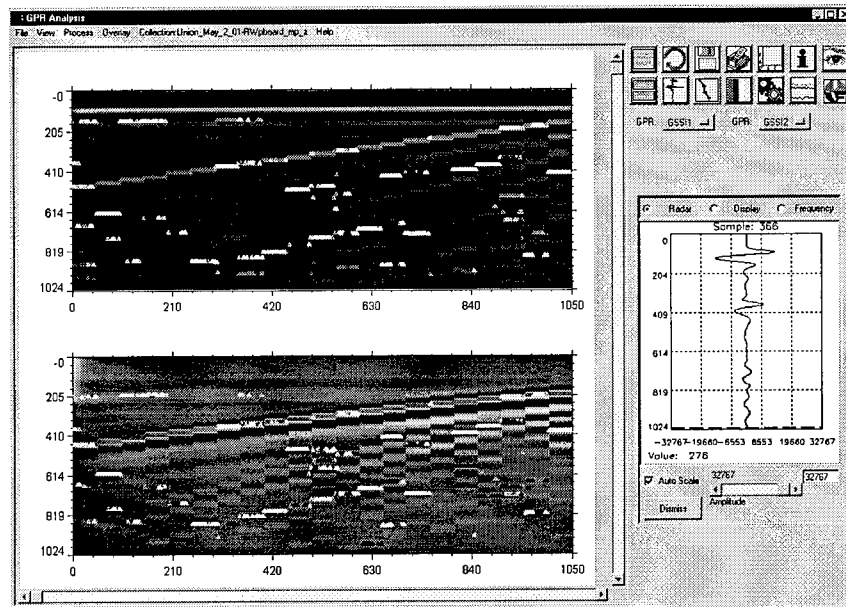 GPR Analysis
File View Process Overlay Collection:Union_May_2_01-RWpboard_mp_a Help
-0
205
410
614
819
1024
0 210 420 630 840 1050
-0
205
410
614
819
1024
0 210 420 630 840 1050
GPR: GSSI1 GPR: GSSI2
Radar Display Frequency
Sample: 366
0
204
409
614
819
1024
-32767 -19660 -6553 6553 19660 32767
Value: 276
Auto Scale 32767 32767
Amplitude
Dismiss